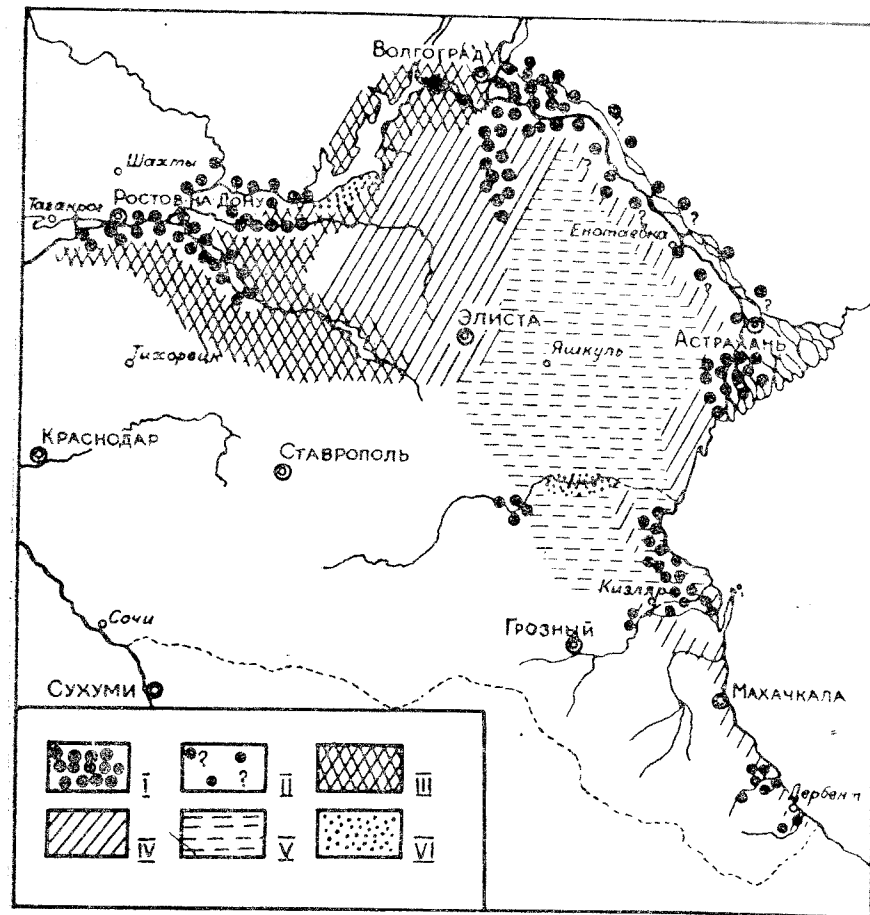 Волгоград
Шахты
Таганрог
Ростов-на-Дону
Енотаевка
?
?
?
?
?
Элиста
Астрахань
Яшкуль
Тихорецк
Краснодар
Ставрополь
Кизляр
Сочи
Грозный
Сухуми
Махачкала
Дербент
I
? ?
II
III
IV
V
VI